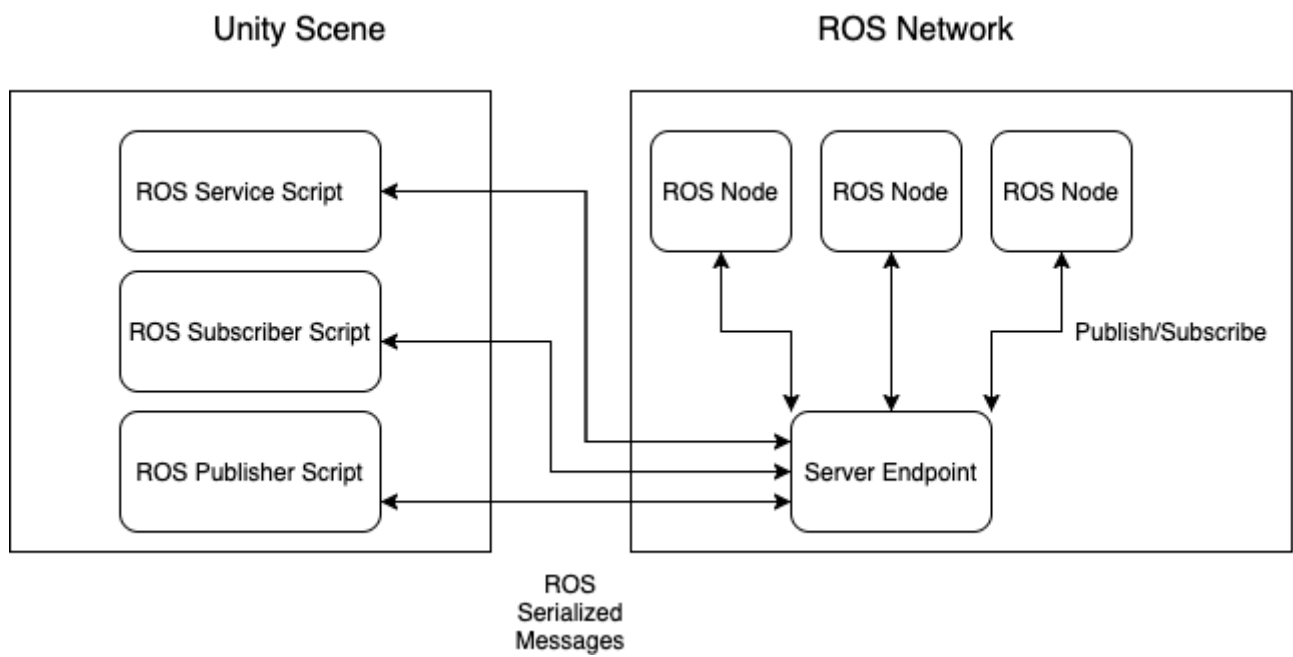 Unity Scene
ROS Network
ROS Service Script
ROS Subscriber Script
ROS Publisher Script
ROS Node
ROS Node
ROS Node
Publish/Subscribe
Server Endpoint
ROS
Serialized
Messages